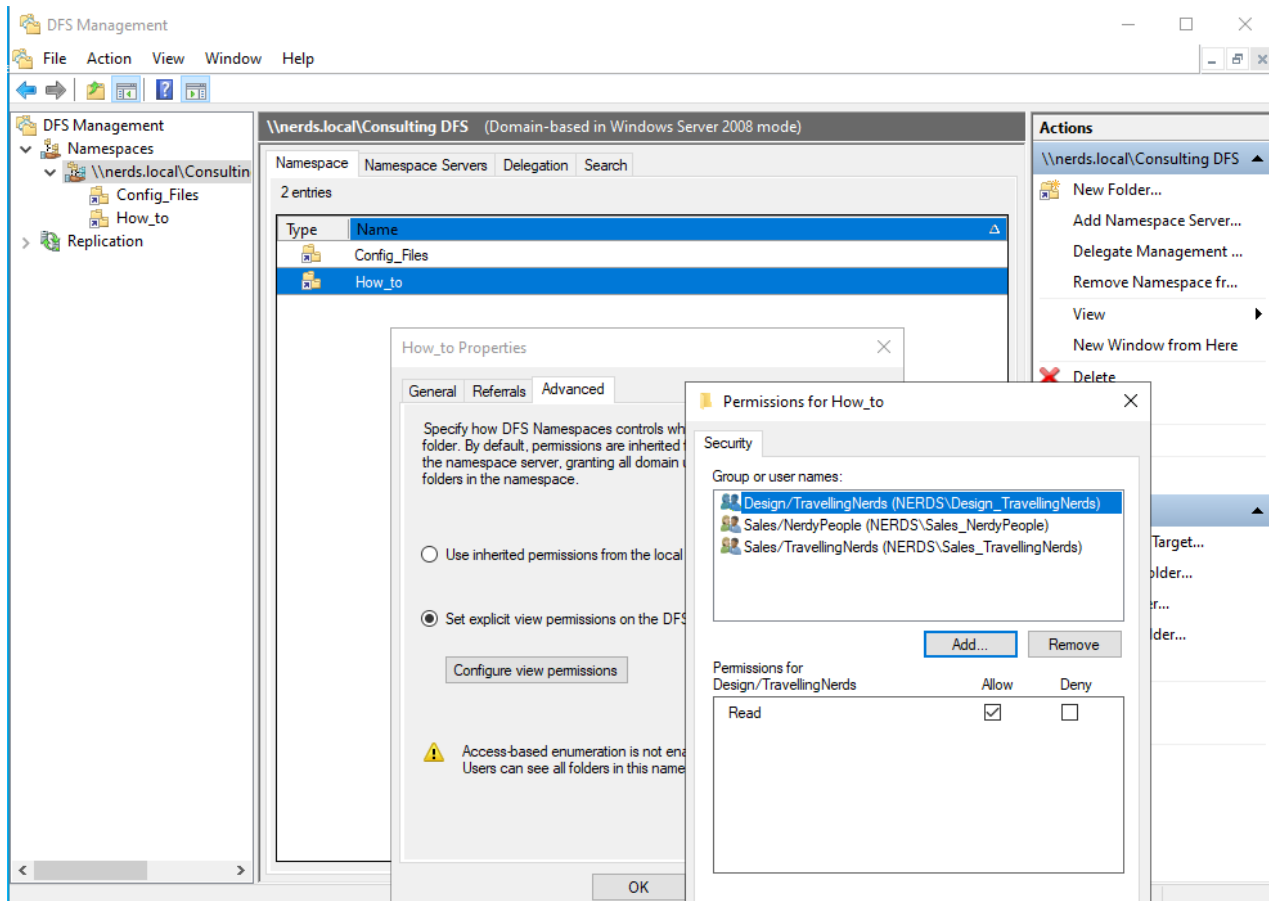 DFS Management
File Action View Window Help
DFS Management
Namespaces
\\nerds.local\Consultin
Config_Files
How_to
Replication
\\nerds.local\Consulting DFS (Domain-based in Windows Server 2008 mode)
Namespace Namespace Servers Delegation Search
2 entries
Type Name
Config_Files
How_to
How_to Properties
General Referrals Advanced
Specify how DFS Namespaces controls wh
folder. By default, permissions are inherited
the namespace server, granting all domain
folders in the namespace.
Use inherited permissions from the local
Set explicit view permissions on the DFS
Configure view permissions
Access-based enumeration is not ena
Users can see all folders in this name
OK
Permissions for How_to
Security
Group or user names:
Design/TravellingNerds (NERDS\Design_TravellingNerds)
Sales/NerdyPeople (NERDS\Sales_NerdyPeople)
Sales/TravellingNerds (NERDS\Sales_TravellingNerds)
Add... Remove
Permissions for
Design/TravellingNerds Allow Deny
Read
Actions
\\nerds.local\Consulting DFS
New Folder...
Add Namespace Server...
Delegate Management ...
Remove Namespace fr...
View
New Window from Here
Delete
Target...
older...
er...
lder...